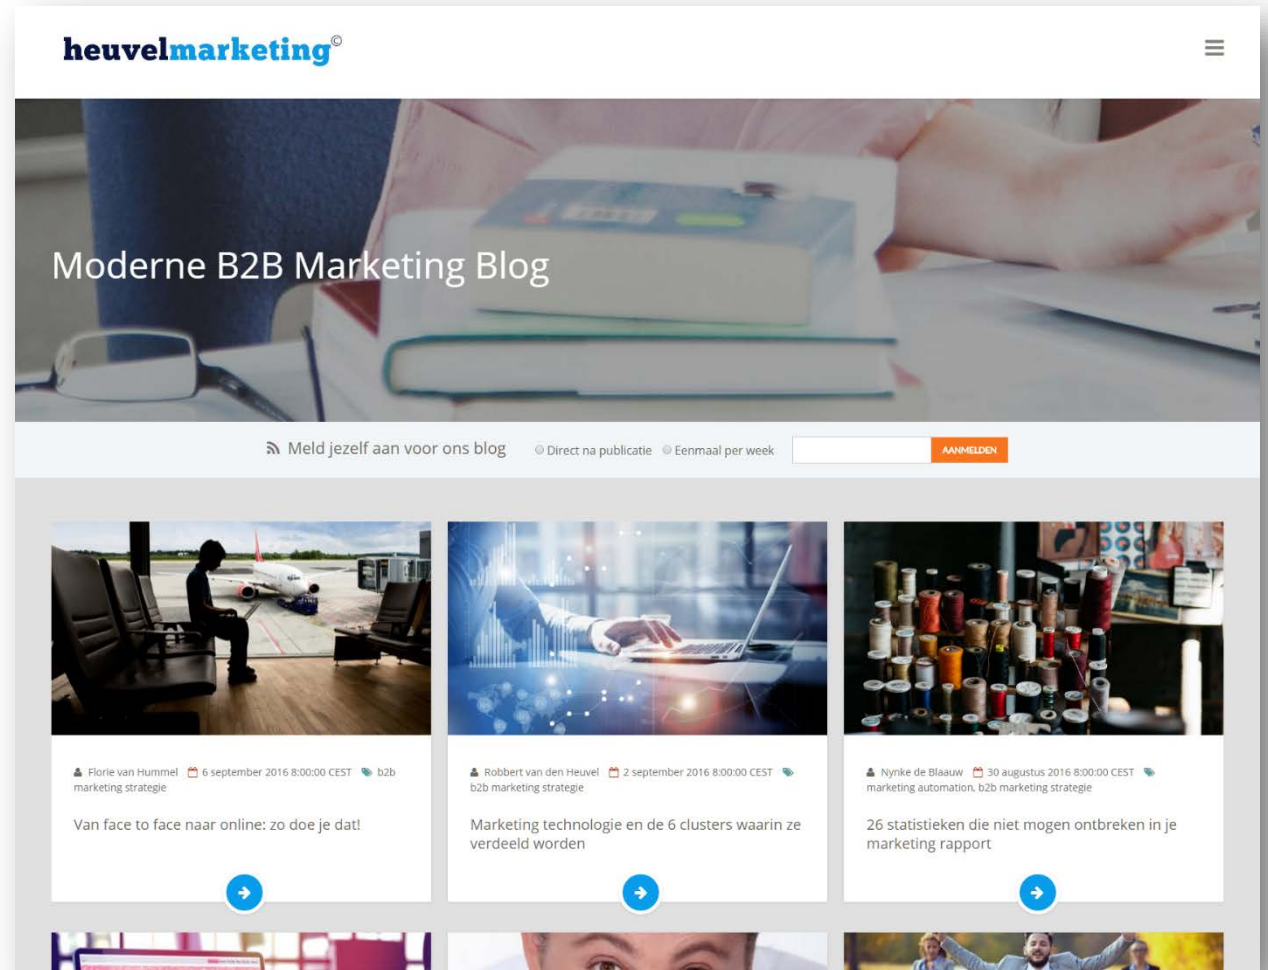 heuvelmarketing©
Moderne B2B Marketing Blog
Meld jezelf aan voor ons blog Direct na publicatie Eenmaal per week AANMELDEN
Florie van Hummel 6 september 2016 8:00:00 CEST b2b
marketing strategie
Van face to face naar online: zo doe je dat!
Robbert van den Heuvel 2 september 2016 8:00:00 CEST
b2b marketing strategie
Marketing technologie en de 6 clusters waarin ze
verdeeld worden
Nynke de Blaauw 30 augustus 2016 8:00:00 CEST
marketing automation, b2b marketing strategie
26 statistieken die niet mogen ontbreken in je
marketing rapport